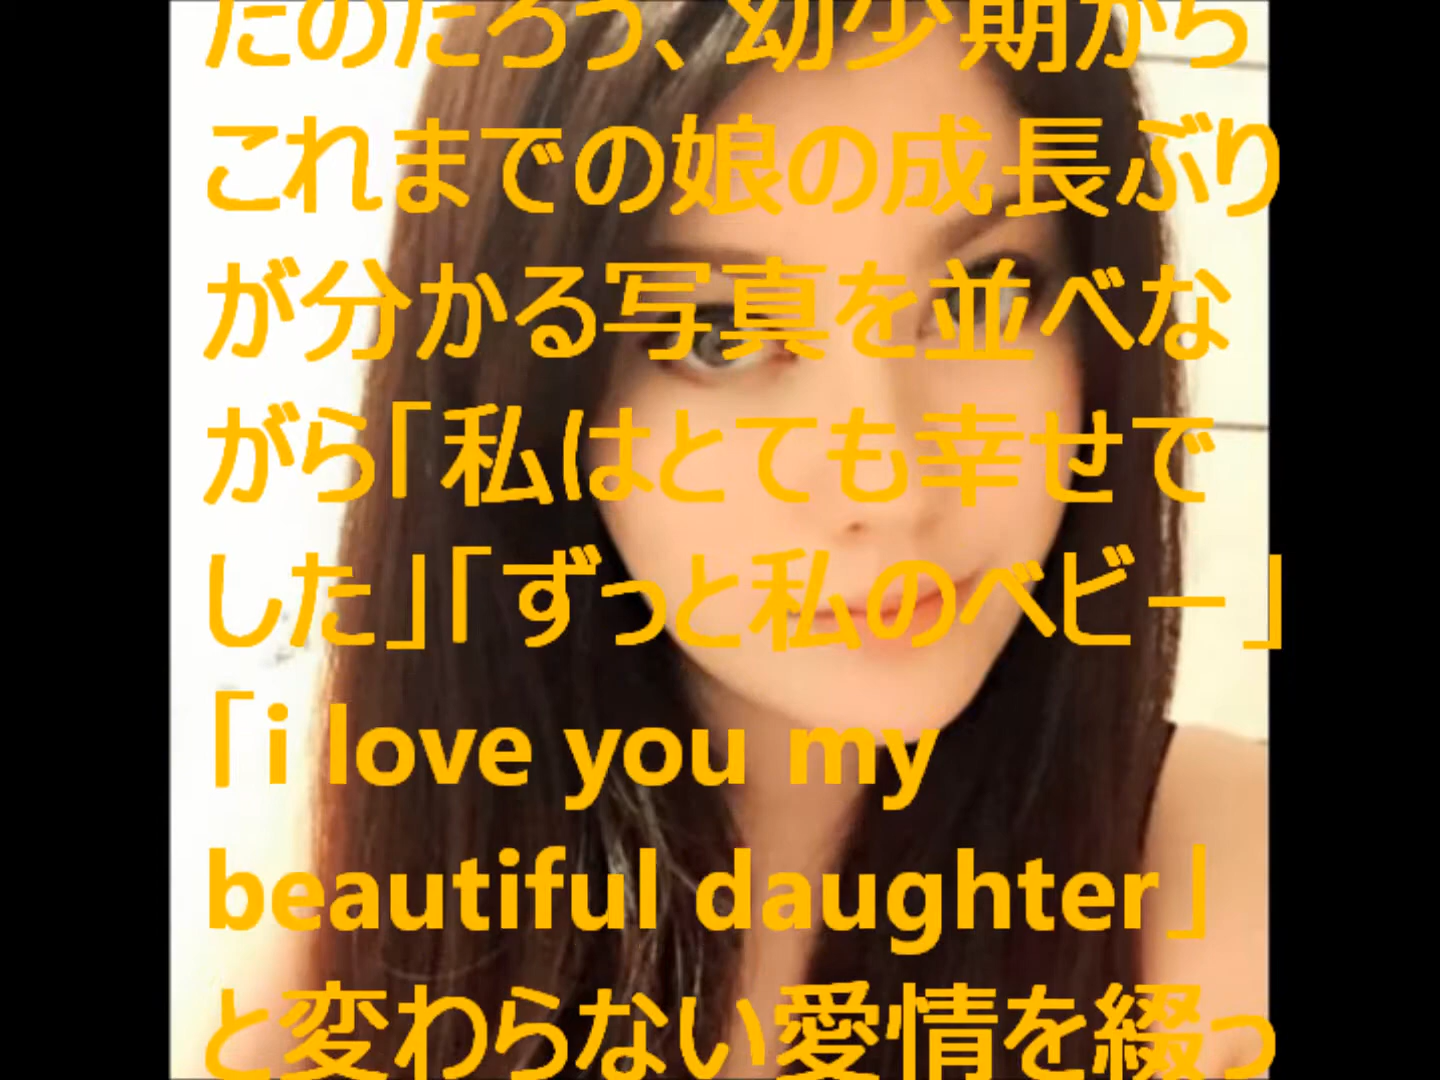 たのだろう、幼少期から
これまでの娘の成長ぶり
が分かる写真を並べな
がら「私はとても幸せで
した」「ずっと私のベビー」
「i love you my
beautiful daughter」
と変わらない愛情を綴っ